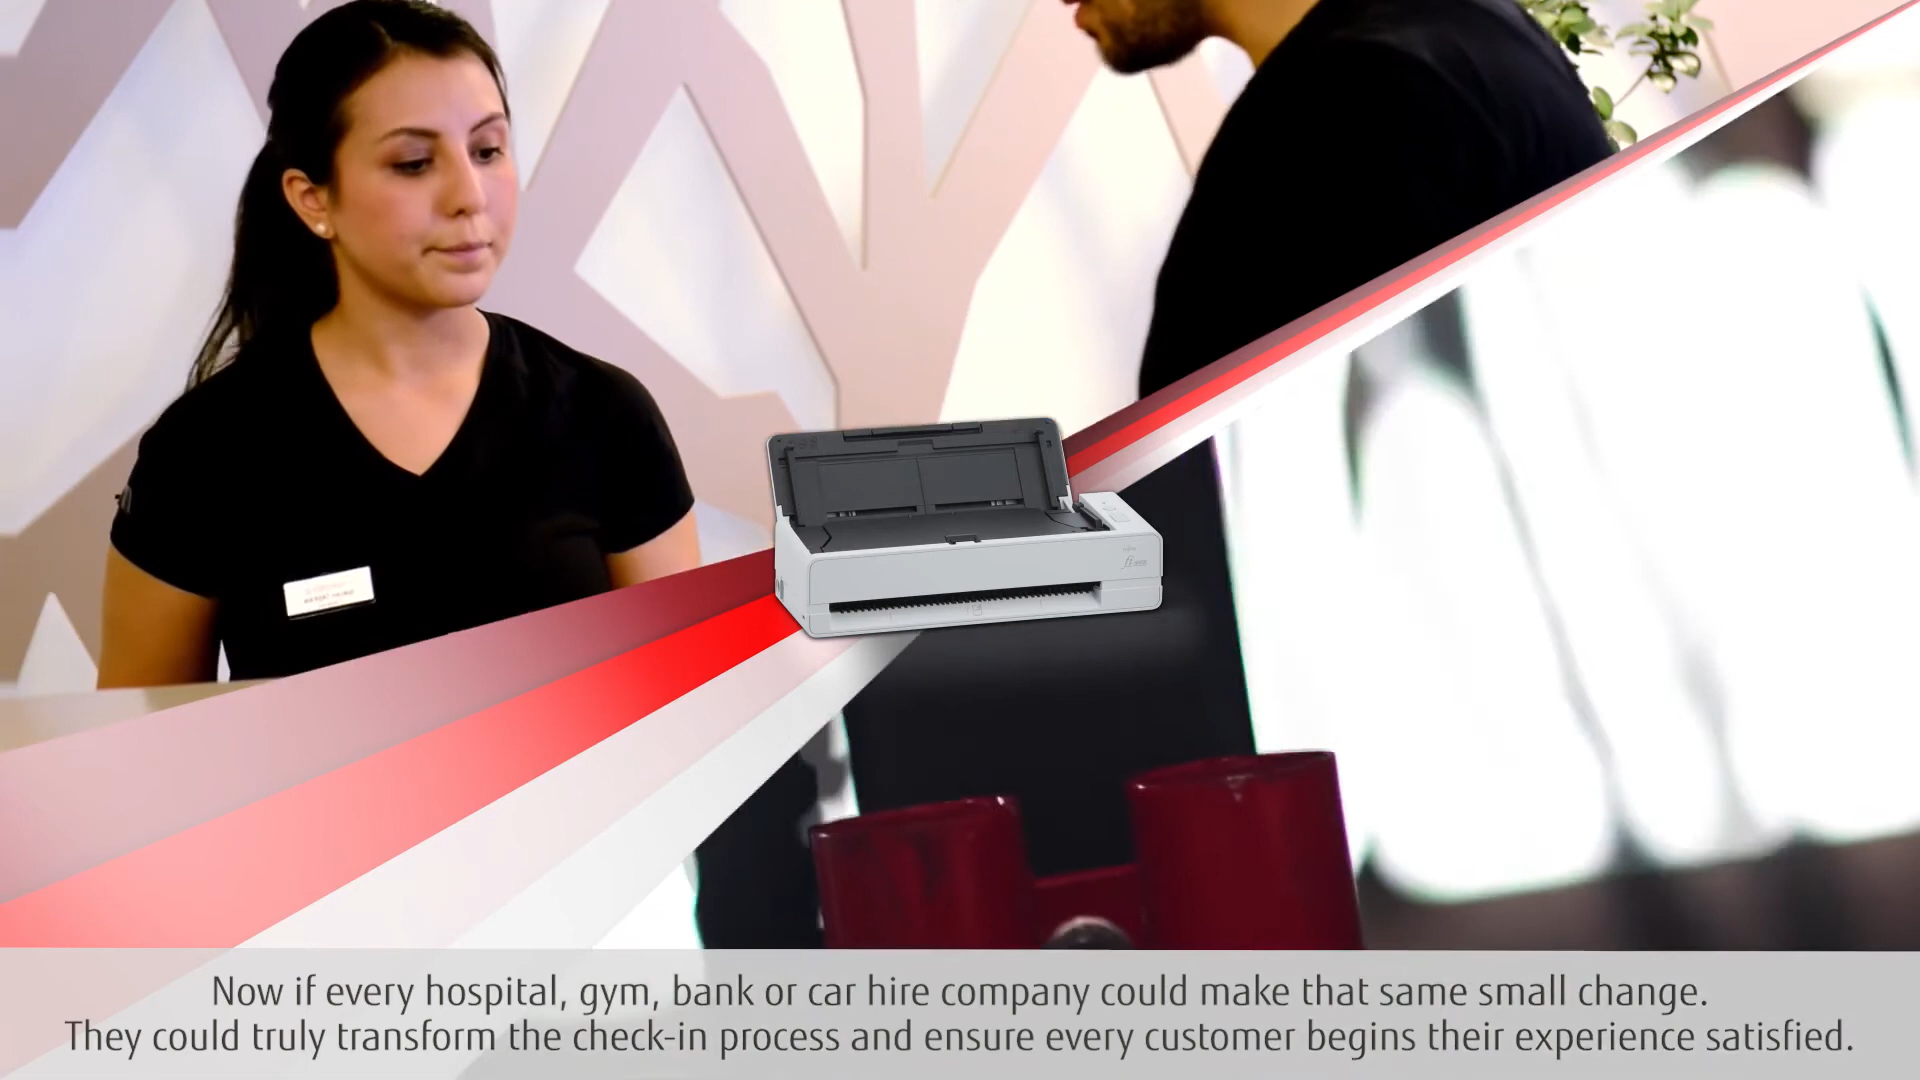 fi
Now if every hospital, gym, bank or car hire company could make that same small change.
They could truly transform the check-in process and ensure every customer begins their experience satisfied.